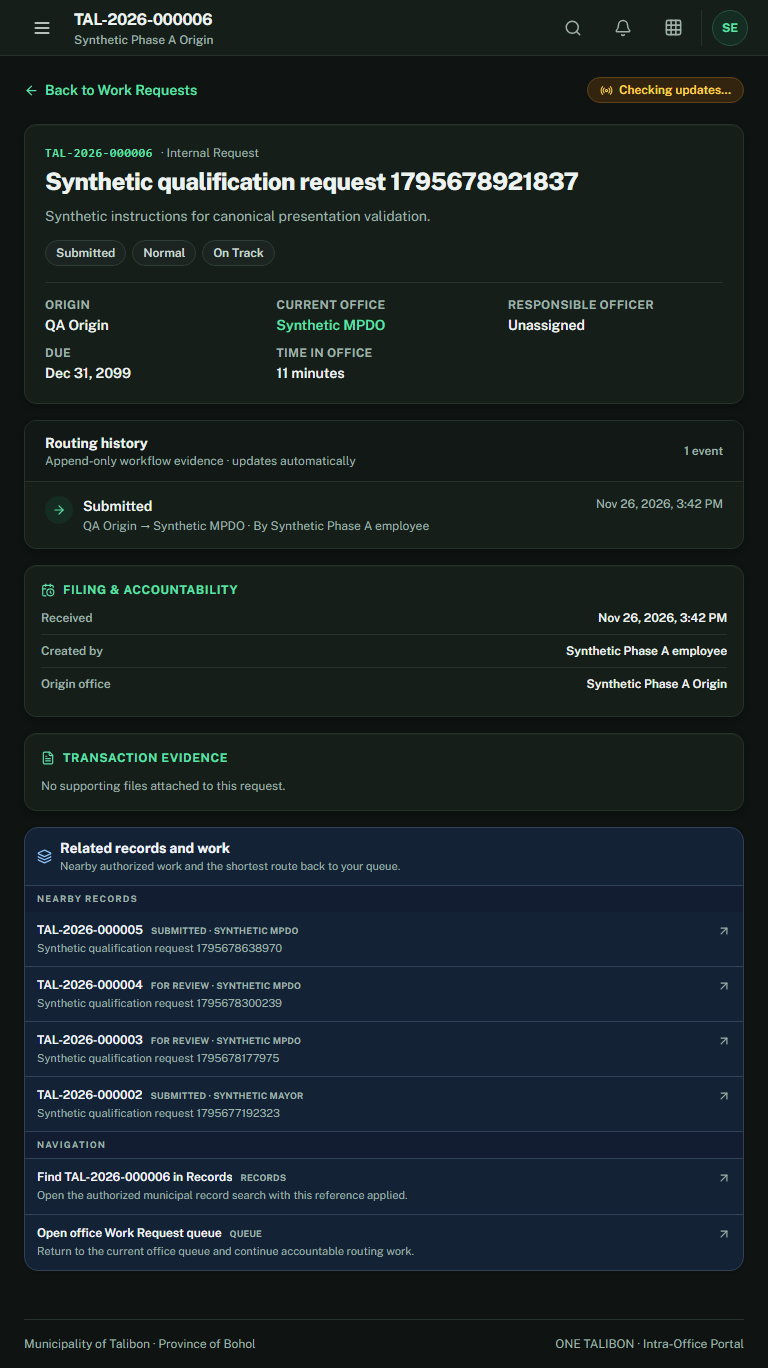 TAL-2026-000006
Synthetic Phase A Origin
SE
Back to Work Requests
Checking updates...
TAL-2026-000006 · Internal Request
Synthetic qualification request 1795678921837
Synthetic instructions for canonical presentation validation.
Submitted Normal On Track
ORIGIN CURRENT OFFICE RESPONSIBLE OFFICER
QA Origin Synthetic MPDO Unassigned
DUE TIME IN OFFICE
Dec 31, 2099 11 minutes
Routing history
Append-only workflow evidence · updates automatically
1 event
Submitted
Nov 26, 2026, 3:42 PM
QA Origin → Synthetic MPDO · By Synthetic Phase A employee
FILING & ACCOUNTABILITY
Received Nov 26, 2026, 3:42 PM
Created by Synthetic Phase A employee
Origin office Synthetic Phase A Origin
TRANSACTION EVIDENCE
No supporting files attached to this request.
Related records and work
Nearby authorized work and the shortest route back to your queue.
NEARBY RECORDS
TAL-2026-000005 SUBMITTED · SYNTHETIC MPDO
Synthetic qualification request 1795678638970
TAL-2026-000004 FOR REVIEW · SYNTHETIC MPDO
Synthetic qualification request 1795678300239
TAL-2026-000003 FOR REVIEW · SYNTHETIC MPDO
Synthetic qualification request 1795678177975
TAL-2026-000002 SUBMITTED · SYNTHETIC MAYOR
Synthetic qualification request 1795677192323
NAVIGATION
Find TAL-2026-000006 in Records RECORDS
Open the authorized municipal record search with this reference applied.
Open office Work Request queue QUEUE
Return to the current office queue and continue accountable routing work.
Municipality of Talibon · Province of Bohol
ONE TALIBON · Intra-Office Portal